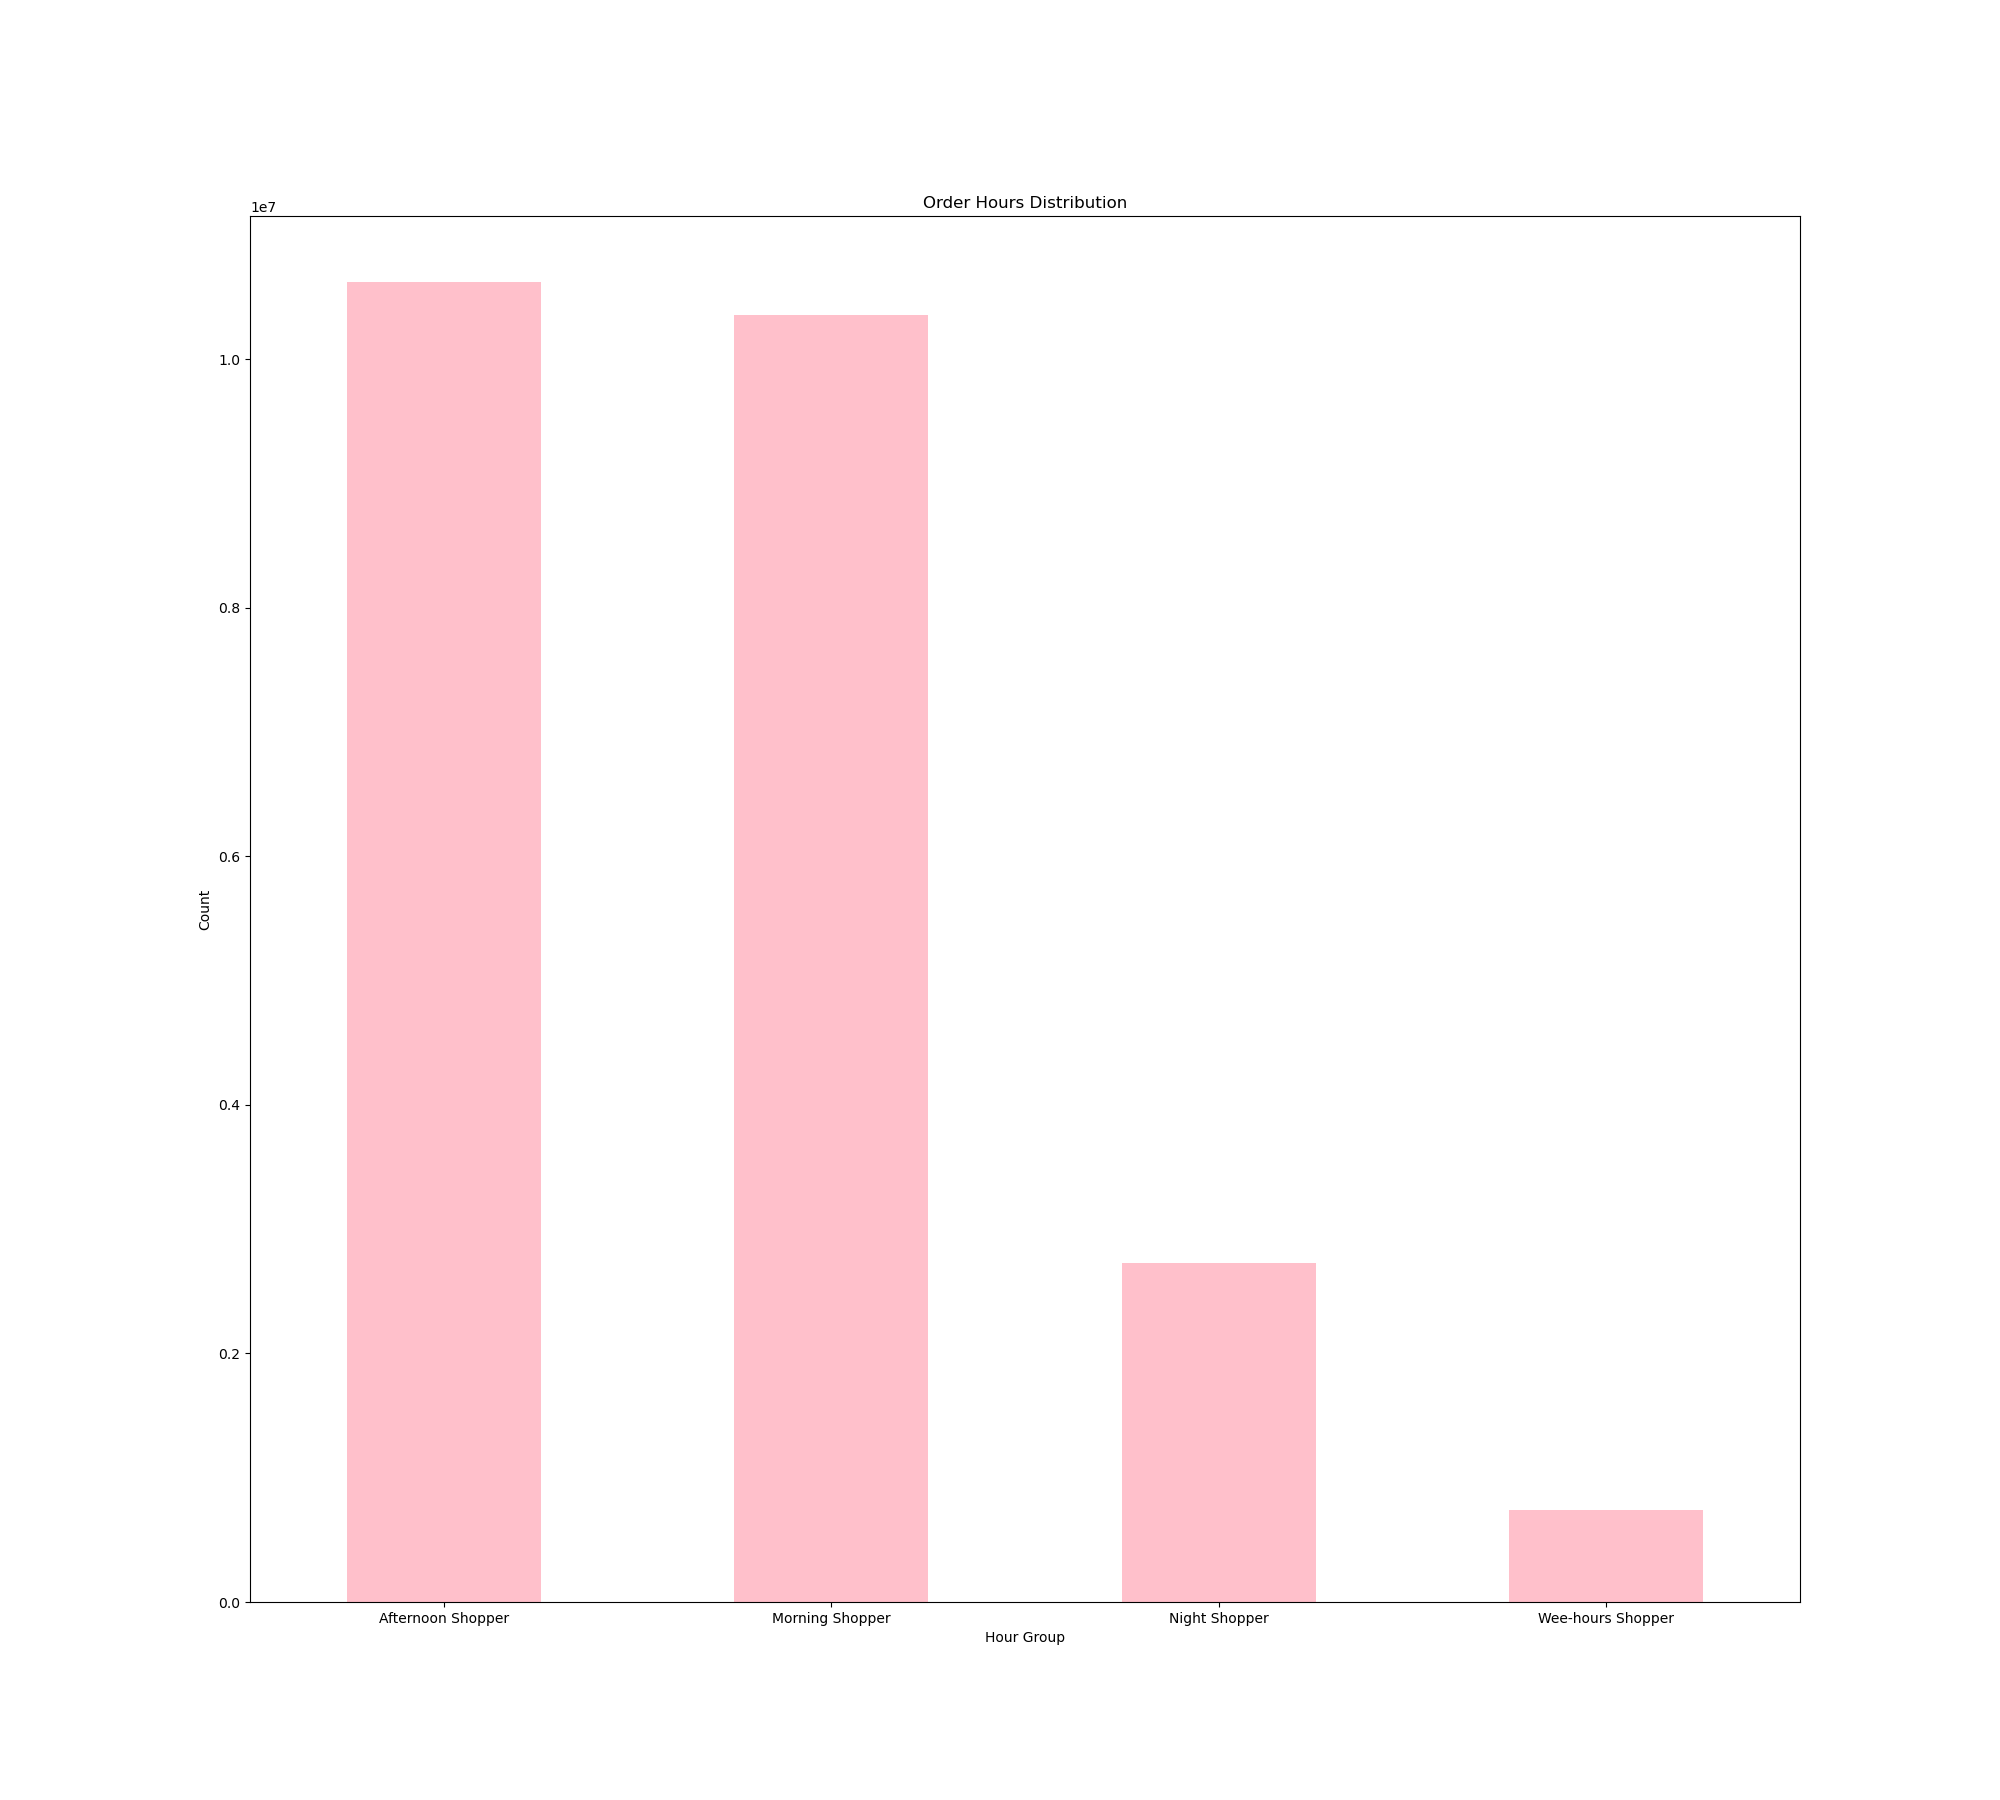 Order Hours Distribution
1e7
1.0
0.8
0.6
0.4
0.2
0.0
Count
Afternoon Shopper
Morning Shopper
Night Shopper
Wee-hours Shopper
Hour Group